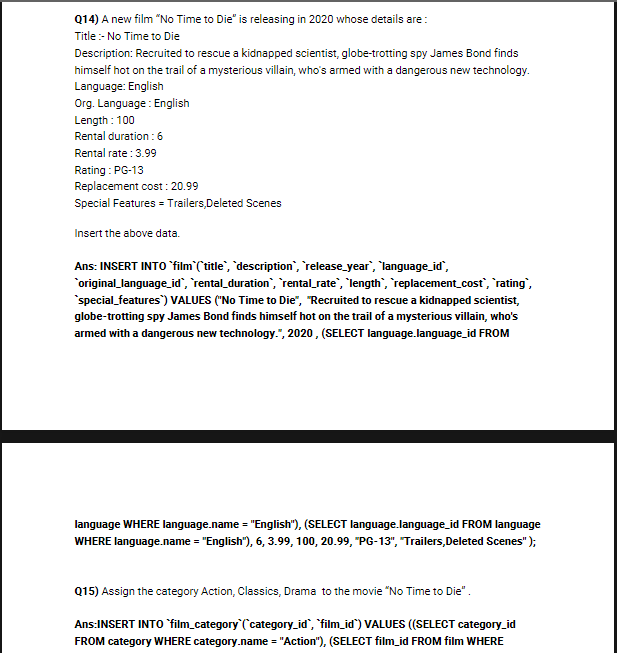 Q14) A new film “No Time to Die” is releasing in 2020 whose details are :
Title :- No Time to Die
Description: Recruited to rescue a kidnapped scientist, globe-trotting spy James Bond finds
himself hot on the trail of a mysterious villain, who's armed with a dangerous new technology.
Language: English
Org. Language : English
Length : 100
Rental duration : 6
Rental rate : 3.99
Rating : PG-13
Replacement cost : 20.99
Special Features = Trailers,Deleted Scenes
Insert the above data.
Ans: INSERT INTO `film`(`title`, `description`, `release_year`, `language_id`,
`original_language_id`, `rental_duration`, `rental_rate`, `length`, `replacement_cost`, `rating`,
`special_features`) VALUES ("No Time to Die", "Recruited to rescue a kidnapped scientist,
globe-trotting spy James Bond finds himself hot on the trail of a mysterious villain, who's
armed with a dangerous new technology.", 2020 , (SELECT language.language_id FROM
language WHERE language.name = "English"), (SELECT language.language_id FROM language
WHERE language.name = "English"), 6, 3.99, 100, 20.99, "PG-13", "Trailers,Deleted Scenes" );
Q15) Assign the category Action, Classics, Drama to the movie “No Time to Die” .
Ans:INSERT INTO `film_category`(`category_id`, `film_id`) VALUES ((SELECT category_id
FROM category WHERE category.name = "Action"), (SELECT film_id FROM film WHERE